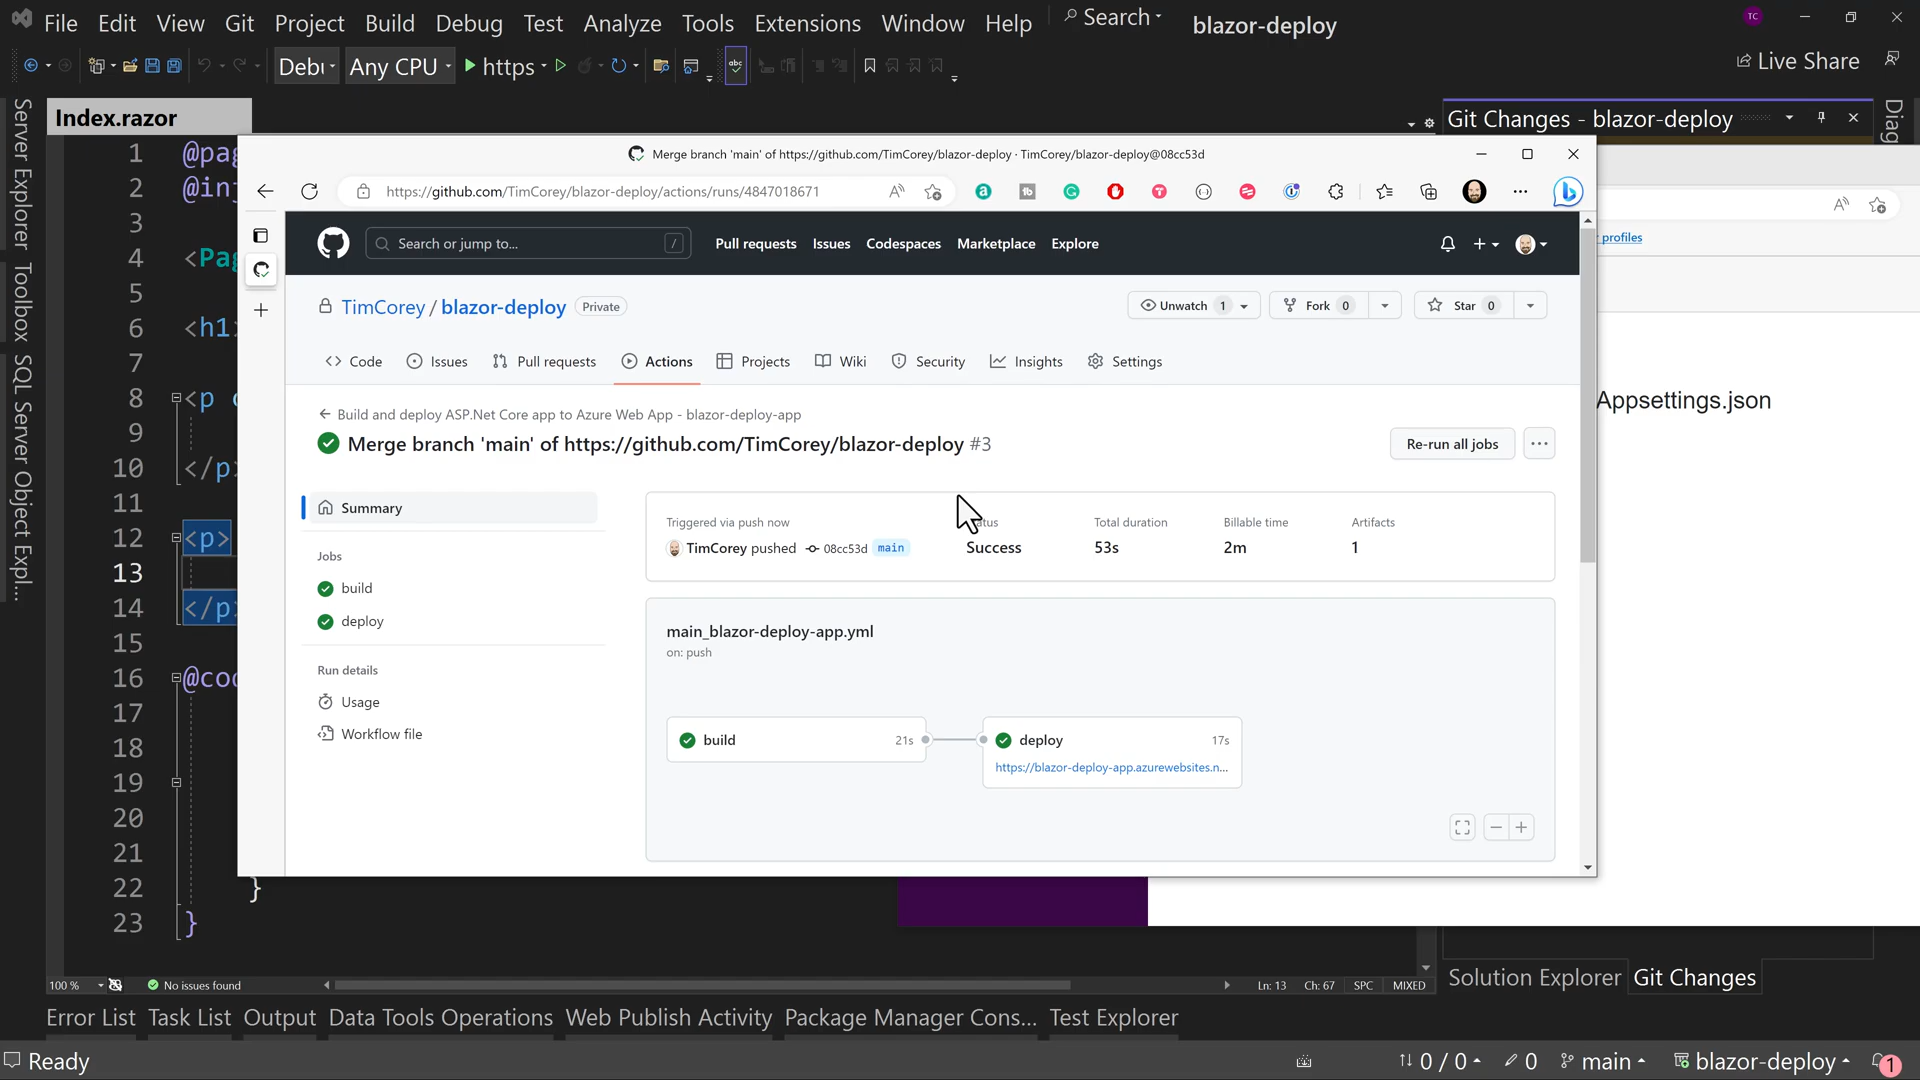 File Edit View Git Project Build Debug Test Analyze Tools Extensions Window Help Search blazor-deploy TC
Debu Any CPU https Live Share
Server Explorer
Toolbox
SQL Server Object Expl...
Index.razor
Git Changes - blazor-deploy
Diag
Merge branch 'main' of https://github.com/TimCorey/blazor-deploy · TimCorey/blazor-deploy@08cc53d
https://github.com/TimCorey/blazor-deploy/actions/runs/4847018671
profiles
Search or jump to... / Pull requests Issues Codespaces Marketplace Explore
TimCorey / blazor-deploy Private Unwatch 1 Fork 0 Star 0
Code Issues Pull requests Actions Projects Wiki Security Insights Settings
Appsettings.json
Build and deploy ASP.Net Core app to Azure Web App - blazor-deploy-app
Merge branch 'main' of https://github.com/TimCorey/blazor-deploy #3 Re-run all jobs
Summary
Jobs
build
deploy
Run details
Usage
Workflow file
Triggered via push now
TimCorey pushed 08cc53d main
atus
Success
Total duration
53s
Billable time
2m
Artifacts
1
main_blazor-deploy-app.yml
on: push
build 21s
deploy 17s
https://blazor-deploy-app.azurewebsites.n...
1 @pag
2 @inj
3
4 <Pag
5
6 <h1
7
8 <p c
9
10 </p
11
12 <p>
13
14 </p
15
16 @cod
17
18
19
20
21
22 }
23 }
100 % No issues found Ln: 13 Ch: 67 SPC MIXED
Solution Explorer Git Changes
Error List Task List Output Data Tools Operations Web Publish Activity Package Manager Cons... Test Explorer
Ready 0 / 0 0 main blazor-deploy 1